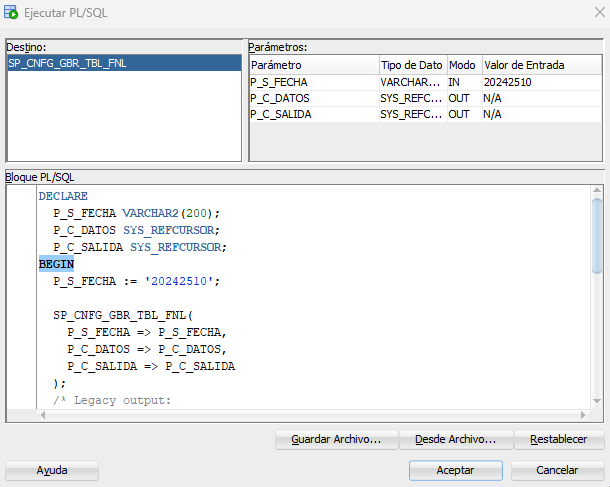 Ejecutar PL/SQL
Destino:
SP_CNFG_GBR_TBL_FNL
Parámetros:
Parámetro Tipo de Dato Modo Valor de Entrada
P_S_FECHA VARCHAR... IN 20242510
P_C_DATOS SYS_REFC... OUT N/A
P_C_SALIDA SYS_REFC... OUT N/A
Bloque PL/SQL
DECLARE
P_S_FECHA VARCHAR2(200);
P_C_DATOS SYS_REFCURSOR;
P_C_SALIDA SYS_REFCURSOR;
BEGIN
P_S_FECHA := '20242510';
SP_CNFG_GBR_TBL_FNL(
P_S_FECHA => P_S_FECHA,
P_C_DATOS => P_C_DATOS,
P_C_SALIDA => P_C_SALIDA
);
/* Legacy output:
Guardar Archivo... Desde Archivo... Restablecer
Ayuda Aceptar Cancelar